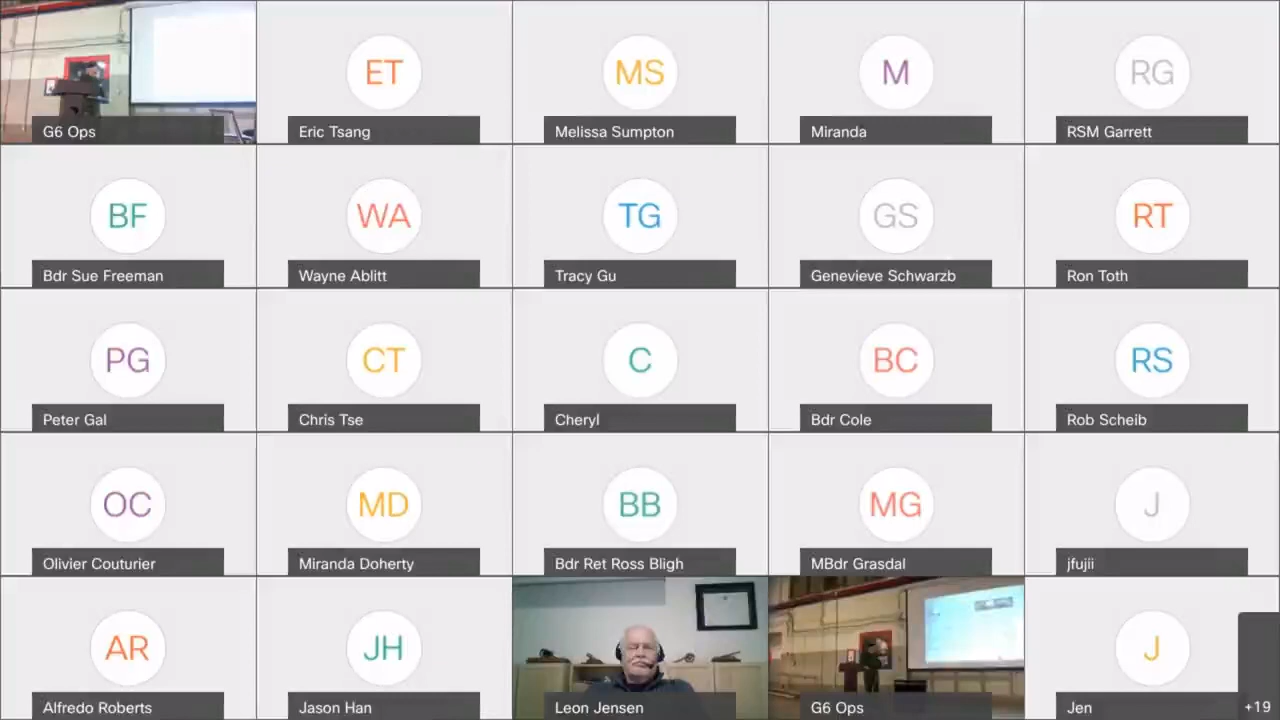 G6 Ops
ET
Eric Tsang
MS
Melissa Sumpton
M
Miranda
RG
RSM Garrett
BF
Bdr Sue Freeman
WA
Wayne Ablitt
TG
Tracy Gu
GS
Genevieve Schwarzb
RT
Ron Toth
PG
Peter Gal
CT
Chris Tse
C
Cheryl
BC
Bdr Cole
RS
Rob Scheib
OC
Olivier Couturier
MD
Miranda Doherty
BB
Bdr Ret Ross Bligh
MG
MBdr Grasdal
J
jfujii
AR
Alfredo Roberts
JH
Jason Han
Leon Jensen
G6 Ops
J
Jen
+19